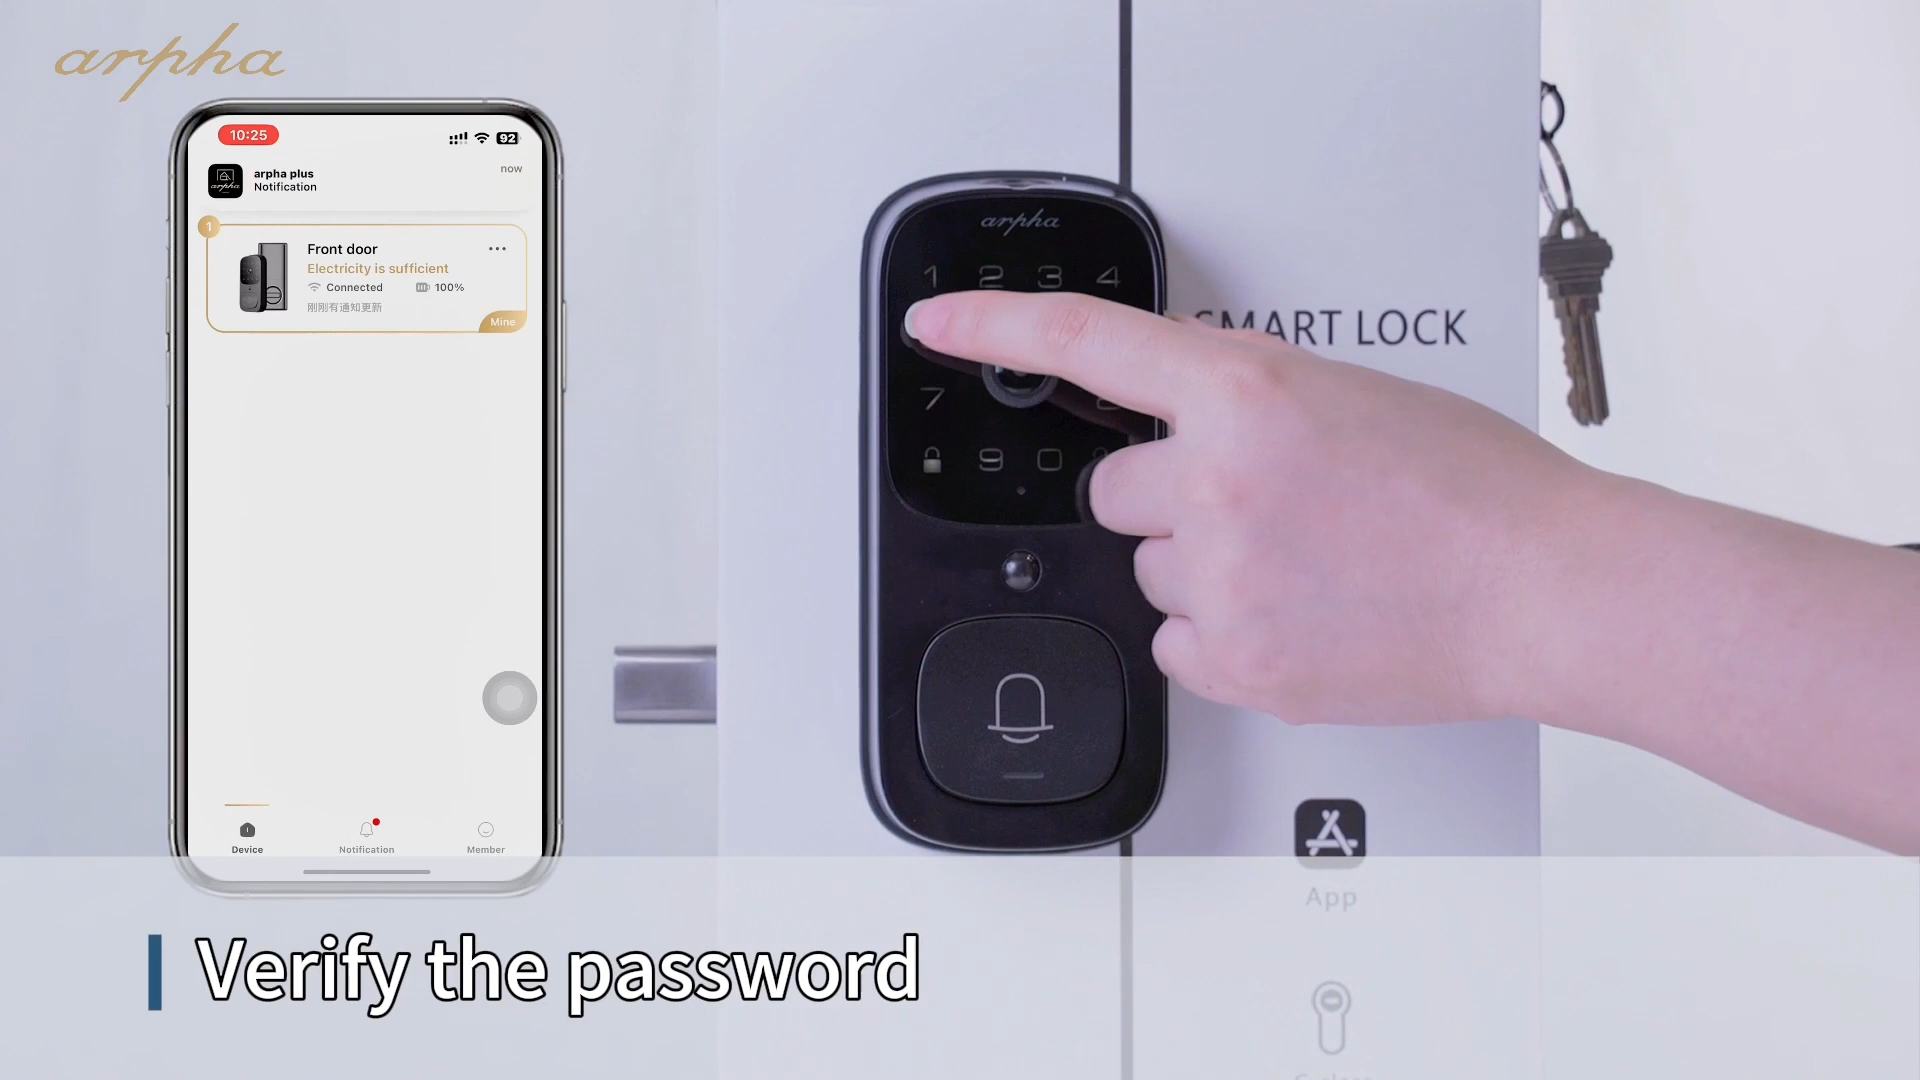 arpha
10:25
92
arpha plus
now
Notification
arpha
1
Front door
Electricity is sufficient
Connected
100%
刚刚有通知更新
Mine
Device
Notification
Member
arpha
1 2 3 4
7
9 0
SMART LOCK
App
Verify the password